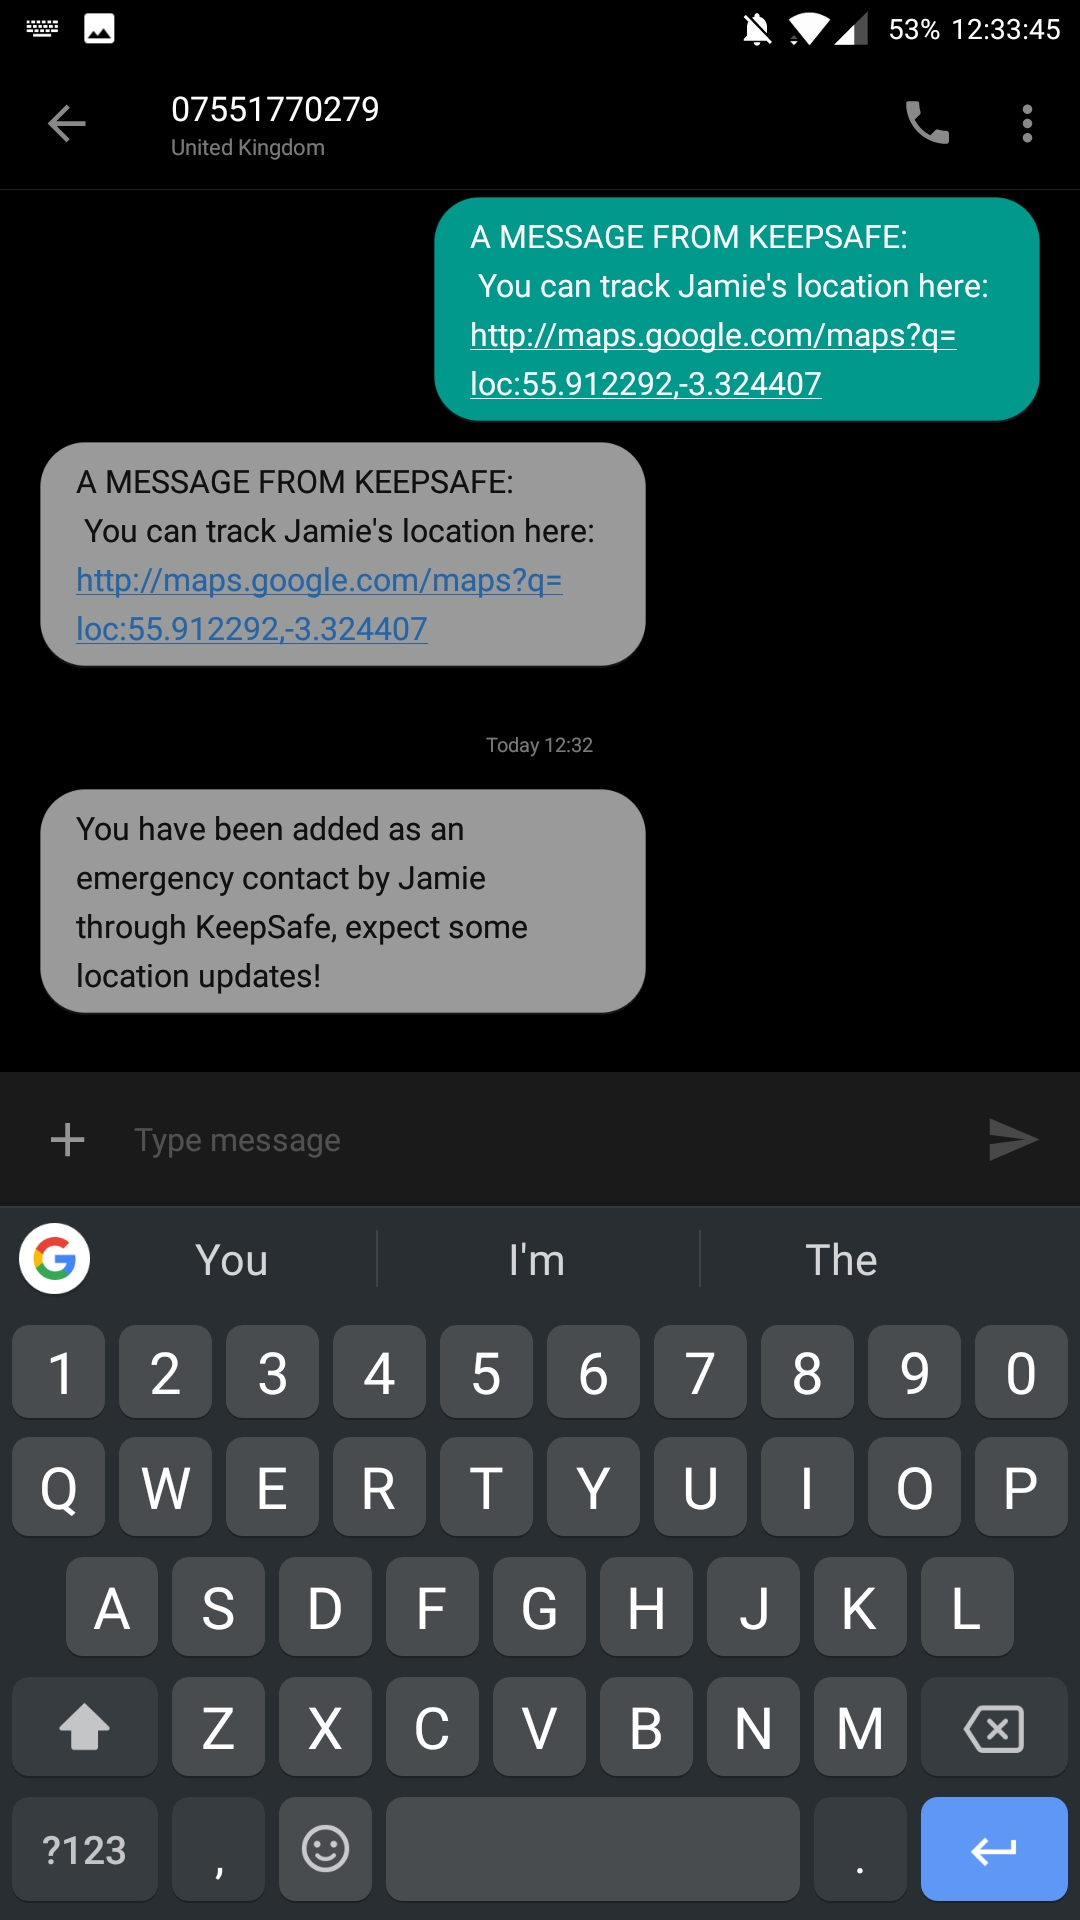 53% 12:33:45
07551770279
United Kingdom
A MESSAGE FROM KEEPSAFE:
You can track Jamie's location here:
http://maps.google.com/maps?q=
loc:55.912292,-3.324407
A MESSAGE FROM KEEPSAFE:
You can track Jamie's location here:
http://maps.google.com/maps?q=
loc:55.912292,-3.324407
Today 12:32
You have been added as an
emergency contact by Jamie
through KeepSafe, expect some
location updates!
Type message
G You I'm The
1 2 3 4 5 6 7 8 9 0
Q W E R T Y U I O P
A S D F G H J K L
Z X C V B N M
?123 , .